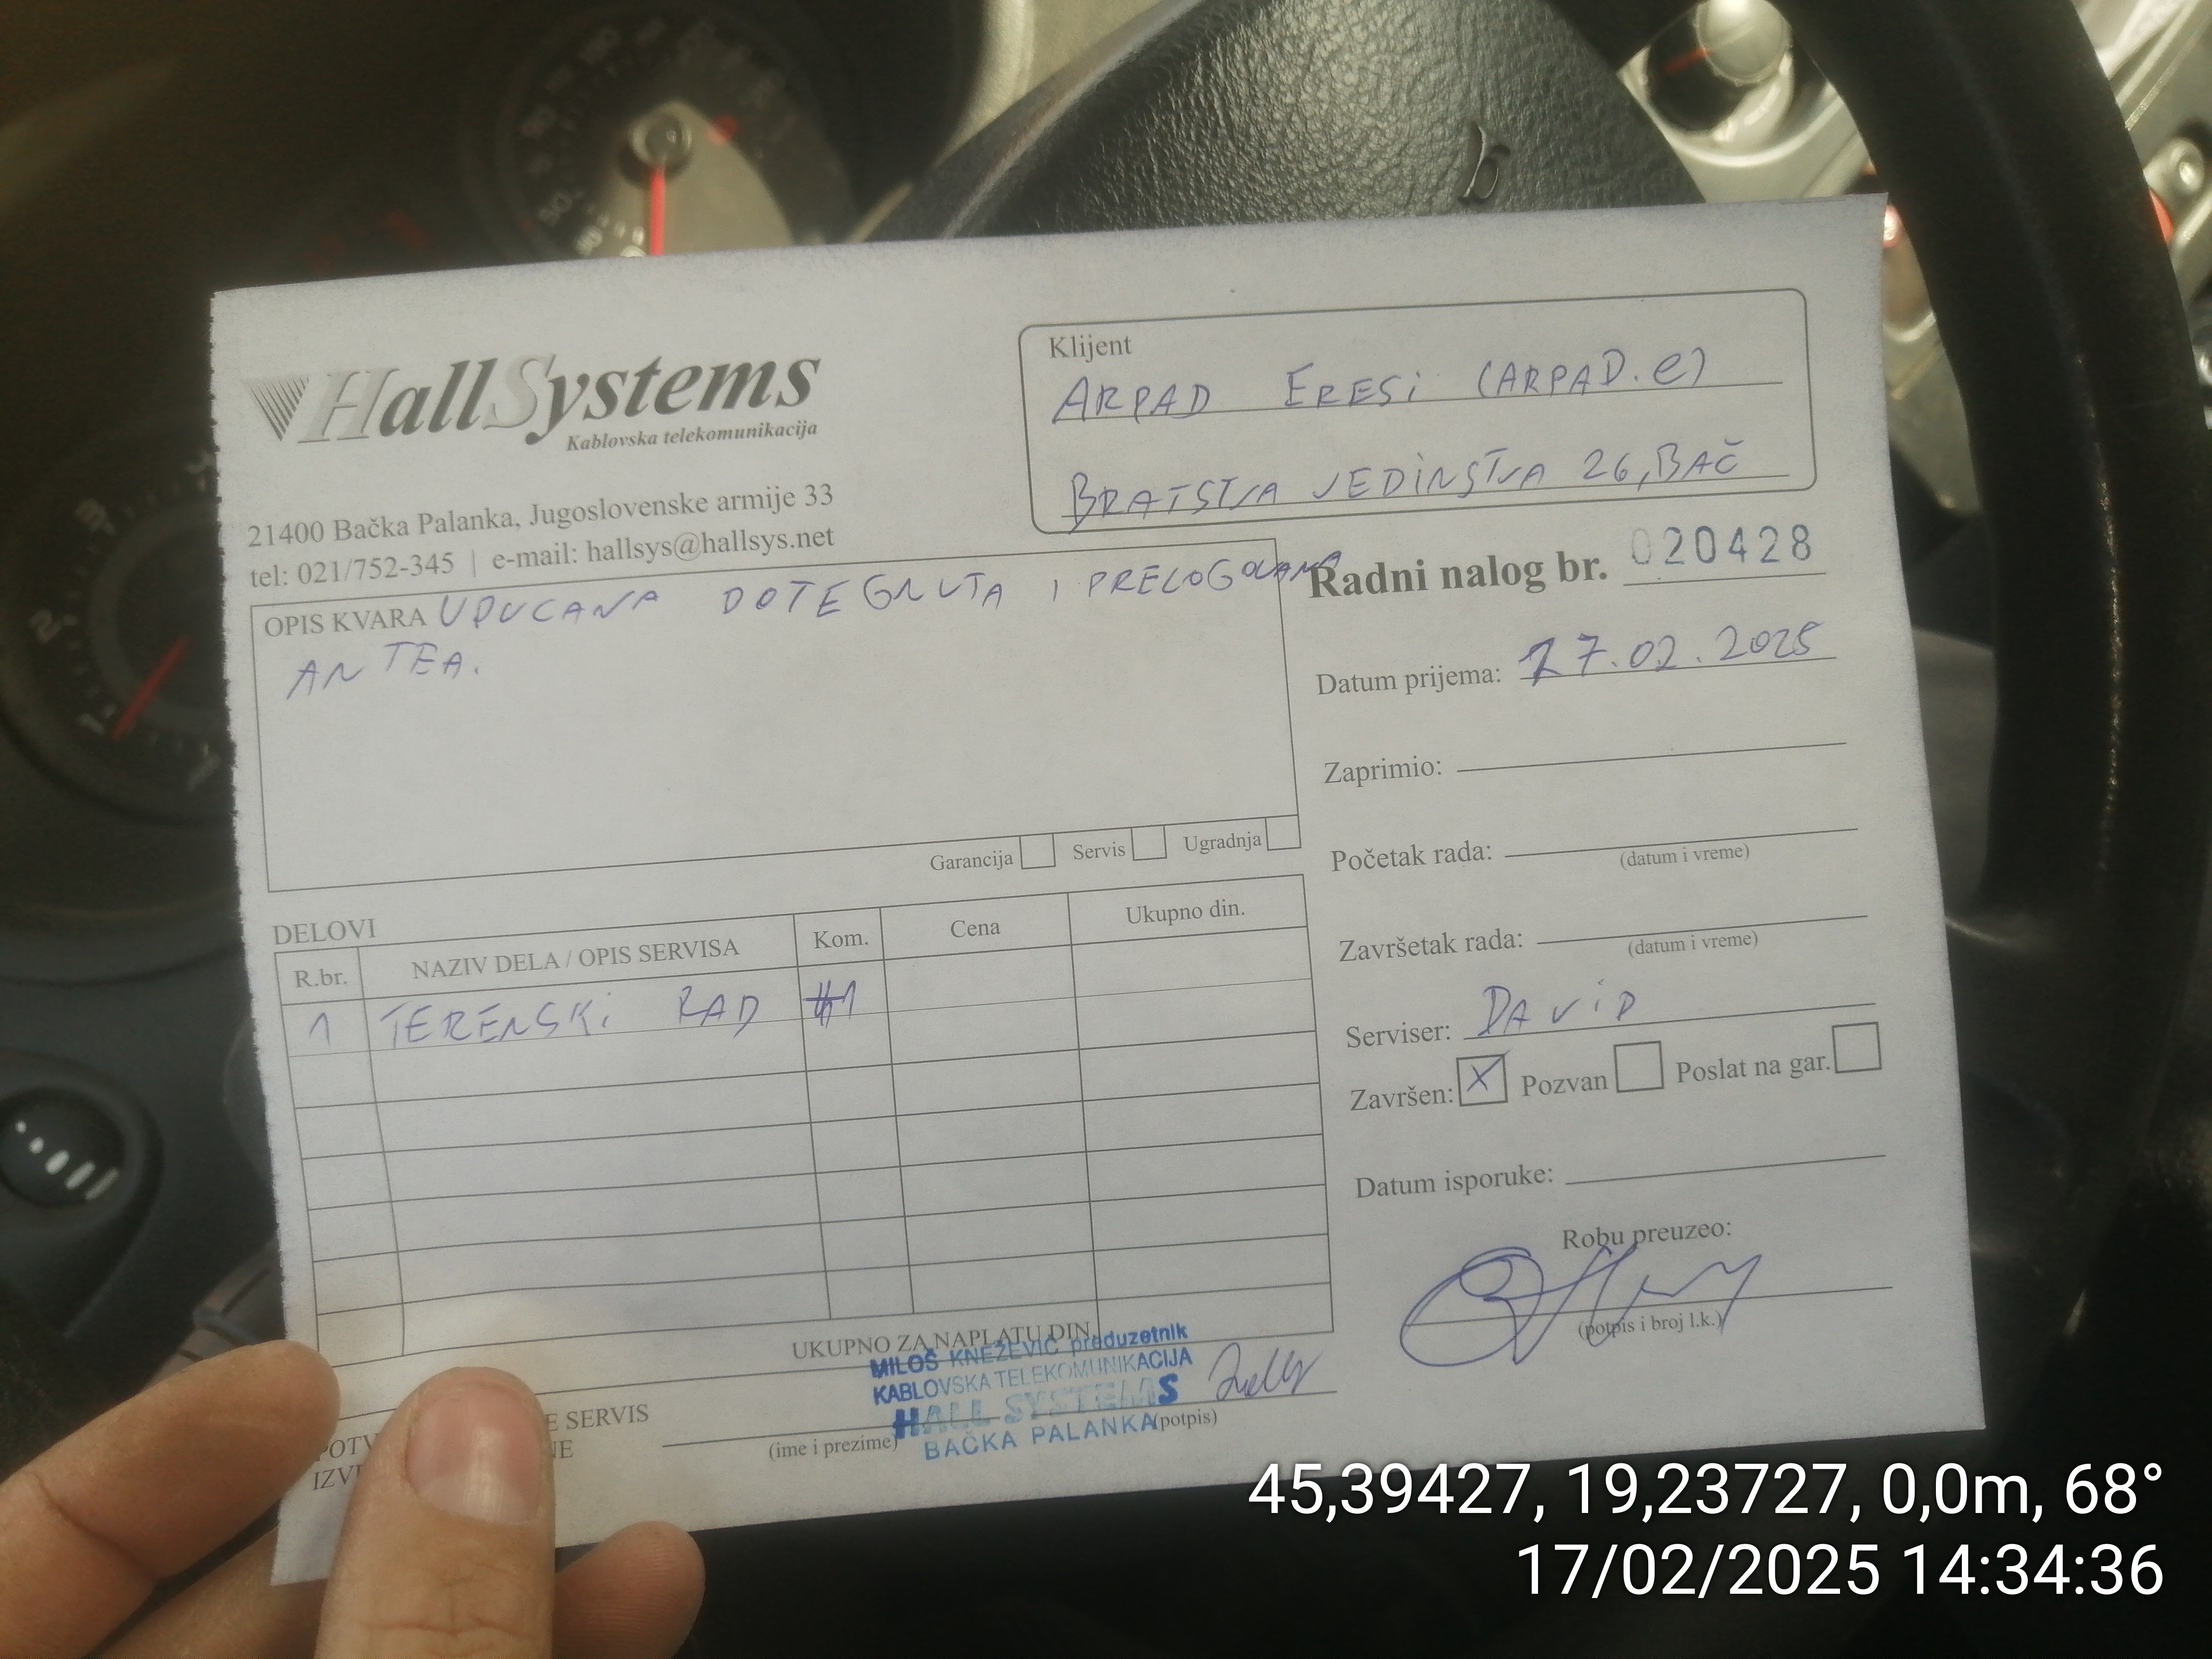 HallSystems
Kablovska telekomunikacija
21400 Bačka Palanka, Jugoslovenske armije 33
tel: 021/752-345 | e-mail: hallsys@hallsys.net
Klijent
ARPAD ERESi (ARPAD.e)
BRATSTVA JEDINSTVA 26, BAČ
OPIS KVARA DOTEGNUTA I PRELOGOVANA
ANTEA.
Garancija Servis Ugradnja
Radni nalog br. 020428
Datum prijema: 17.02.2025
Zaprimio:
Početak rada:
(datum i vreme)
Završetak rada:
(datum i vreme)
Serviser: DAViD
Završen: X Pozvan Poslat na gar.
Datum isporuke:
Robu preuzeo:
(potpis i broj l.k.)
DELOVI
R.br. NAZIV DELA / OPIS SERVISA Kom. Cena Ukupno din.
1 TERENSKi RAD 1
UKUPNO ZA NAPLATU DIN.
MILOŠ KNEŽEVIĆ preduzetnik
KABLOVSKA TELEKOMUNIKACIJA
HALL SYSTEMS
BAČKA PALANKA
SERVIS
(ime i prezime) (potpis)
45,39427, 19,23727, 0,0m, 68°
17/02/2025 14:34:36